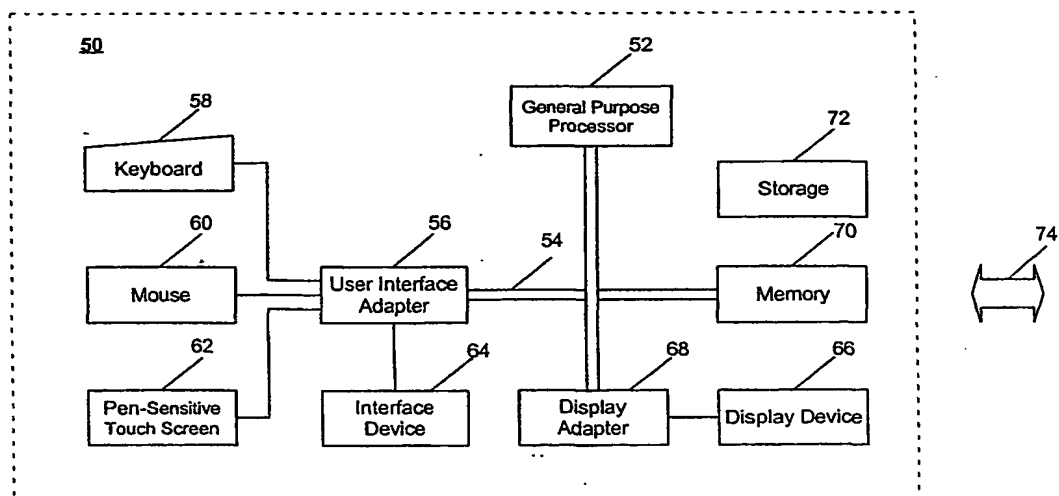 50
52
General Purpose
Processor
58
Keyboard
72
Storage
60
Mouse
56
User Interface
Adapter
54
70
Memory
74
62
Pen-Sensitive
Touch Screen
64
Interface
Device
68
Display
Adapter
66
Display Device